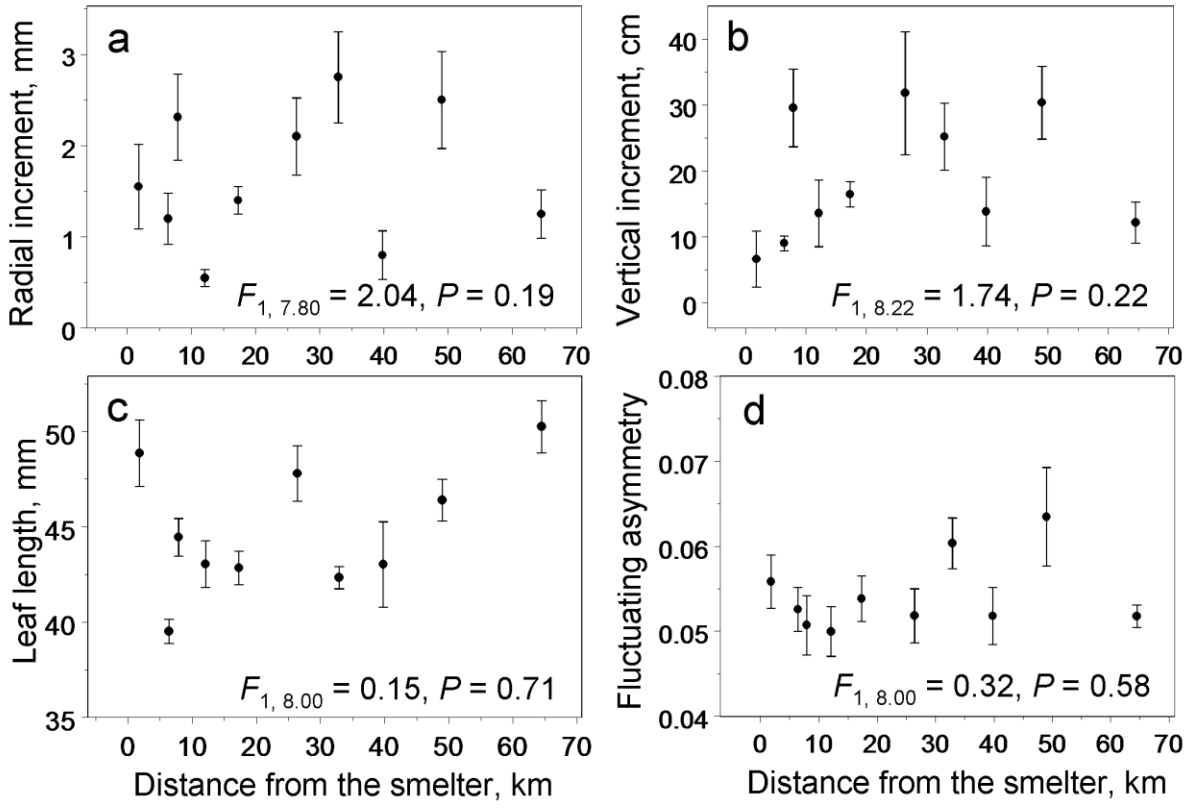 a
Radial increment, mm
3
2
1
0
F1, 7.80 = 2.04, P = 0.19
0 10 20 30 40 50 60 70
b
Vertical increment, cm
40
30
20
10
0
F1, 8.22 = 1.74, P = 0.22
0 10 20 30 40 50 60 70
c
Leaf length, mm
50
45
40
35
F1, 8.00 = 0.15, P = 0.71
0 10 20 30 40 50 60 70
Distance from the smelter, km
d
Fluctuating asymmetry
0.08
0.07
0.06
0.05
0.04
F1, 8.00 = 0.32, P = 0.58
0 10 20 30 40 50 60 70
Distance from the smelter, km